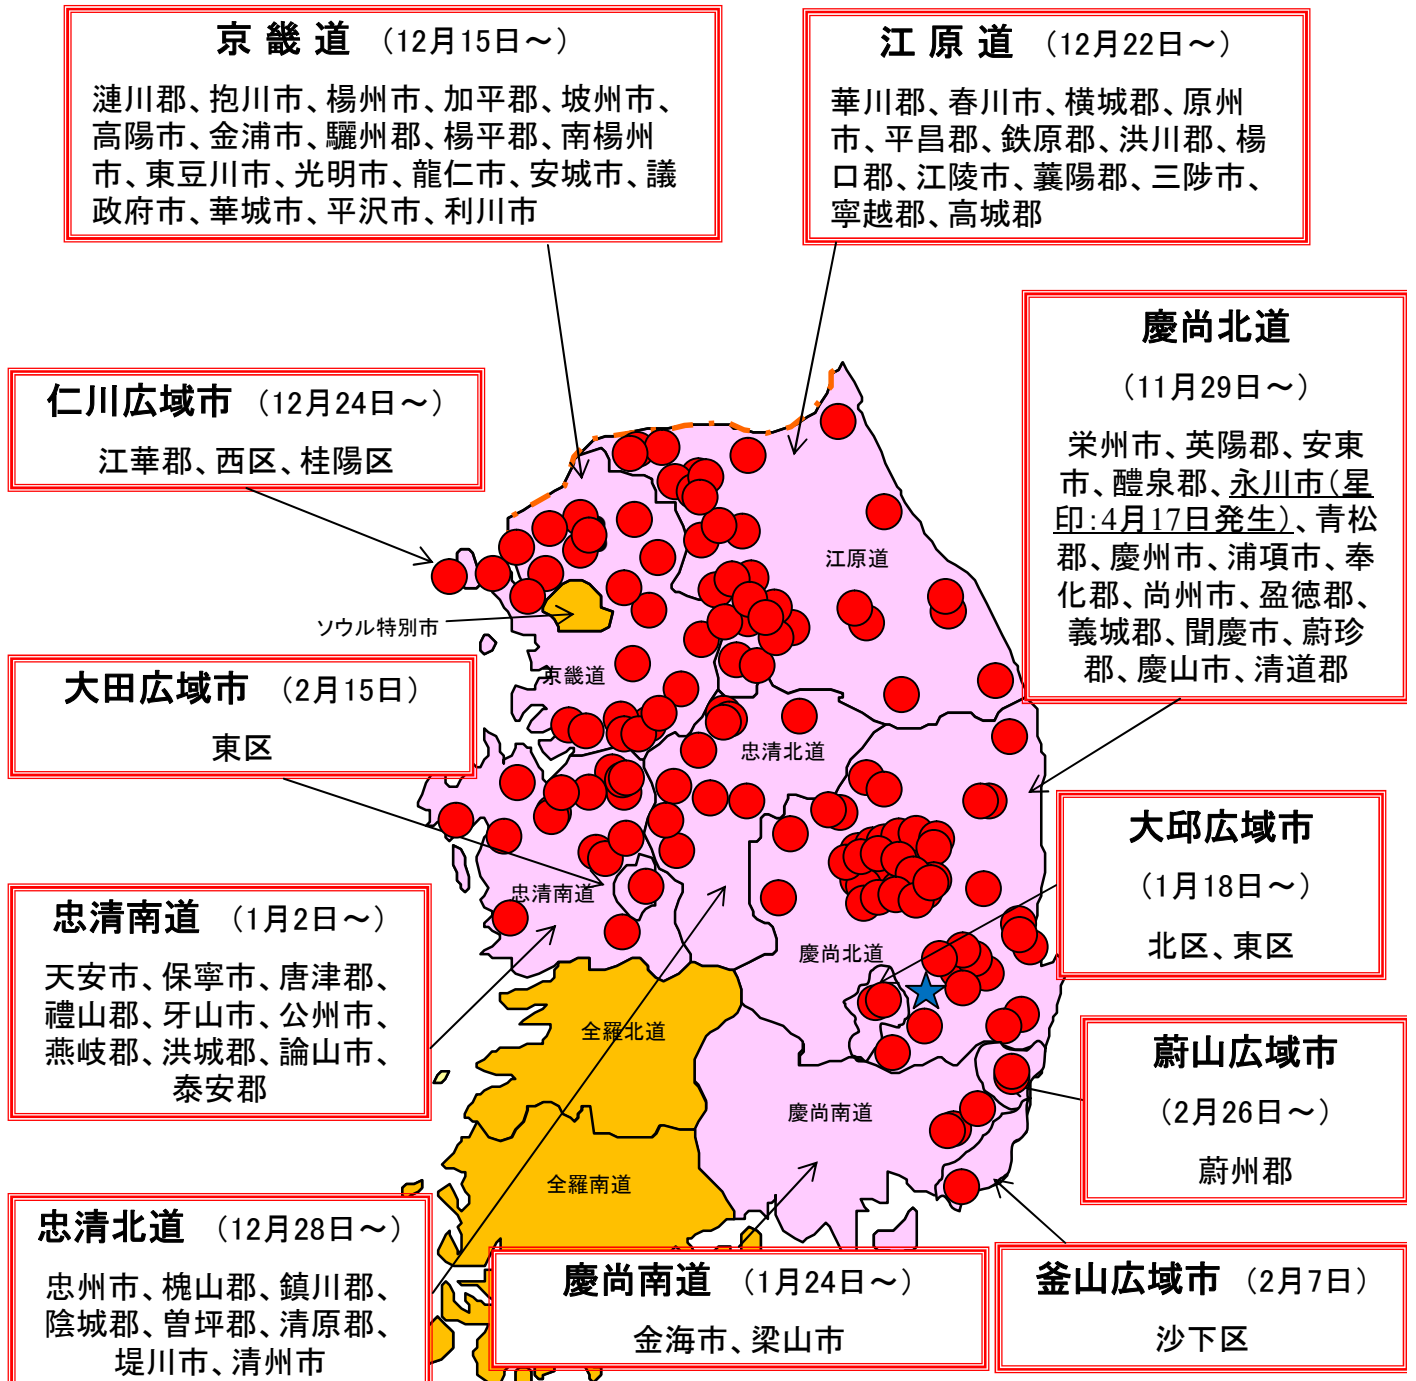 京畿道 (12月15日～)
漣川郡、抱川市、楊州市、加平郡、坡州市、
高陽市、金浦市、驪州郡、楊平郡、南楊州
市、東豆川市、光明市、龍仁市、安城市、議
政府市、華城市、平沢市、利川市
江原道 (12月22日～)
華川郡、春川市、横城郡、原州
市、平昌郡、鉄原郡、洪川郡、楊
口郡、江陵市、襄陽郡、三陟市、
寧越郡、高城郡
慶尚北道
(11月29日～)
栄州市、英陽郡、安東
市、醴泉郡、永川市(星
印:4月17日発生)、青松
郡、慶州市、浦項市、奉
化郡、尚州市、盈徳郡、
義城郡、聞慶市、蔚珍
郡、慶山市、清道郡
仁川広域市 (12月24日～)
江華郡、西区、桂陽区
江原道
ソウル特別市
京畿道
大田広域市 (2月15日)
東区
忠清北道
大邱広域市
(1月18日～)
北区、東区
忠清南道
忠清南道 (1月2日～)
天安市、保寧市、唐津郡、
禮山郡、牙山市、公州市、
燕岐郡、洪城郡、論山市、
泰安郡
慶尚北道
全羅北道
蔚山広域市
(2月26日～)
蔚州郡
慶尚南道
全羅南道
忠清北道 (12月28日～)
忠州市、槐山郡、鎮川郡、
陰城郡、曽坪郡、清原郡、
堤川市、清州市
慶尚南道 (1月24日～)
金海市、梁山市
釜山広域市 (2月7日)
沙下区